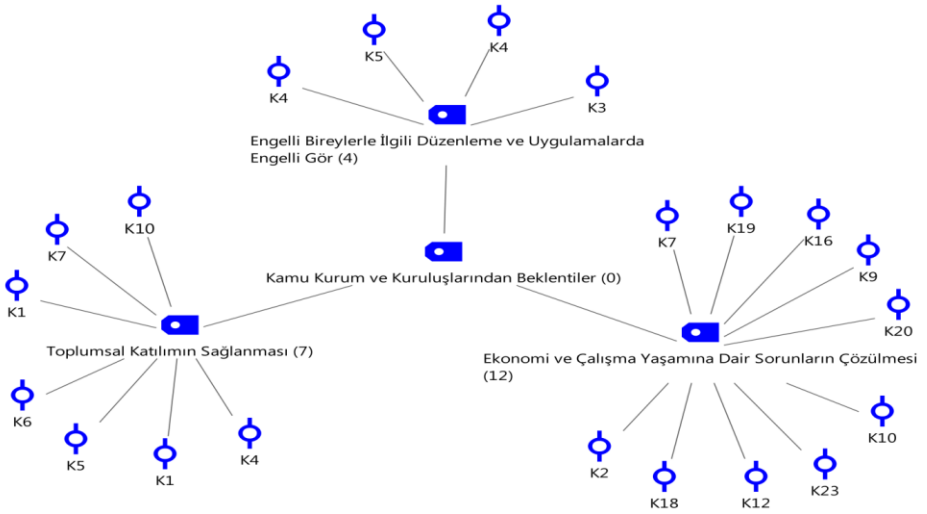 K4
K5
K4
K3
Engelli Bireylerle İlgili Düzenleme ve Uygulamalarda
Engelli Gör (4)
K10
K7
K1
K7
K19
K16
K9
K20
Kamu Kurum ve Kuruluşlarından Beklentiler (0)
Toplumsal Katılımın Sağlanması (7)
Ekonomi ve Çalışma Yaşamına Dair Sorunların Çözülmesi
(12)
K6
K5
K1
K4
K2
K18
K12
K23
K10